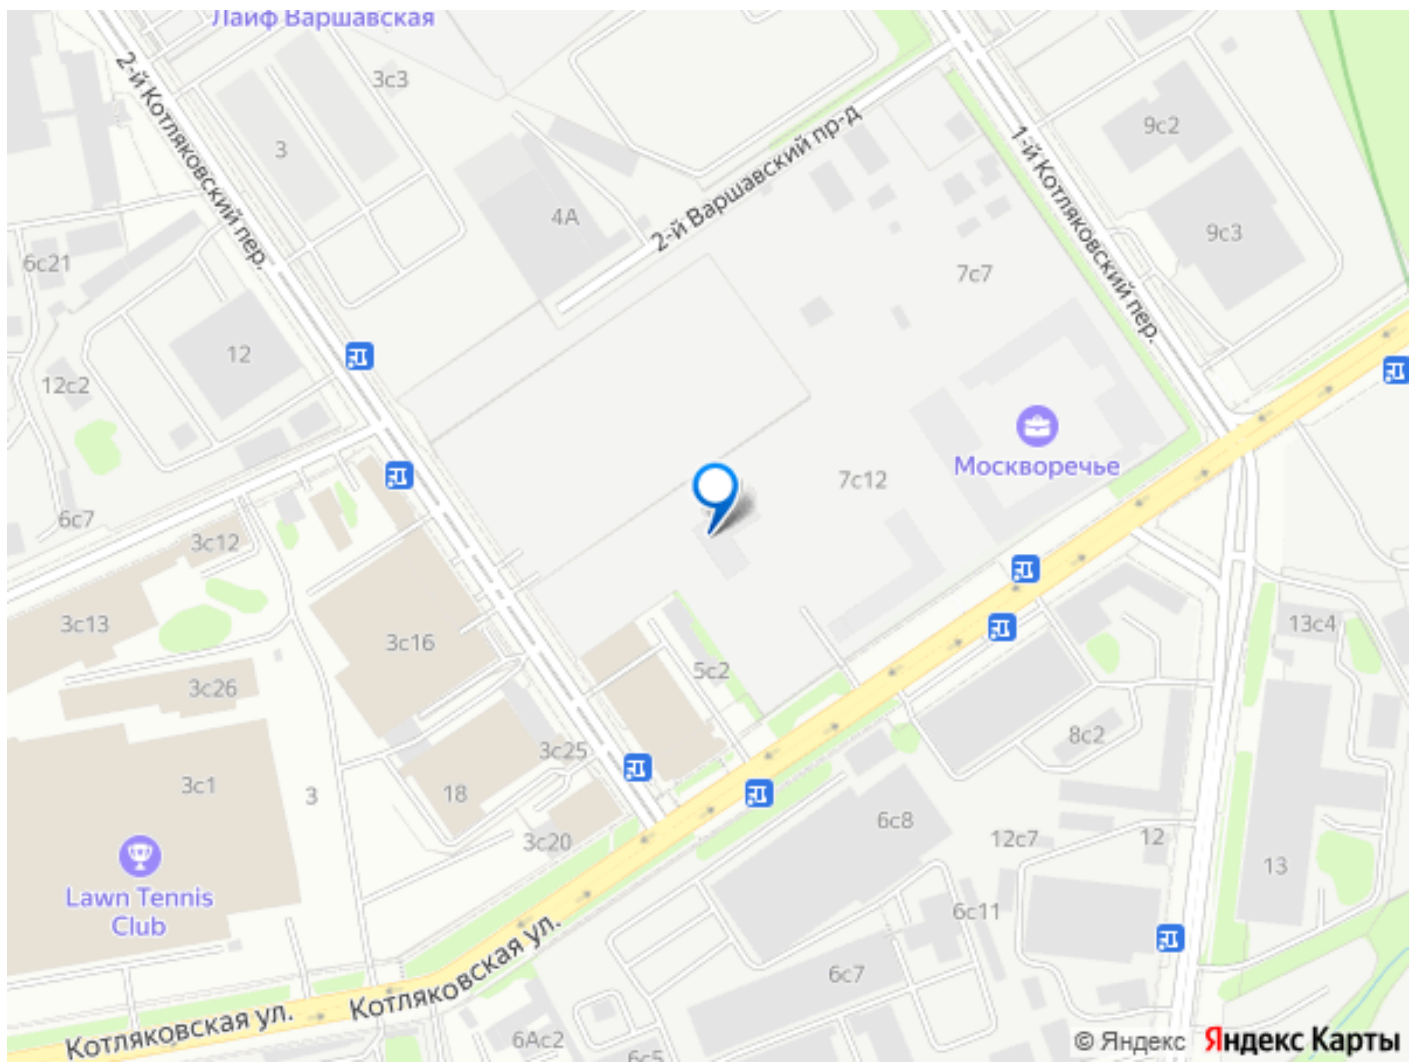 Лайф Варшавская
2-й Котляковский пер.
3с3
3
9с2
1-й Котляковский пер.
2-й Варшавский пр-д
4А
9с3
6с21
7с7
12
12с2
Москворечье
7с12
6с7
3с12
3с13
3с16
13с4
5с2
3с26
8с2
3с25
3с1
3
18
6с8
12с7
12
3с20
13
Lawn Tennis
Club
6с11
Котляковская ул.
6с7
Котляковская ул.
6Ас2
6с5
© Яндекс Яндекс Карты